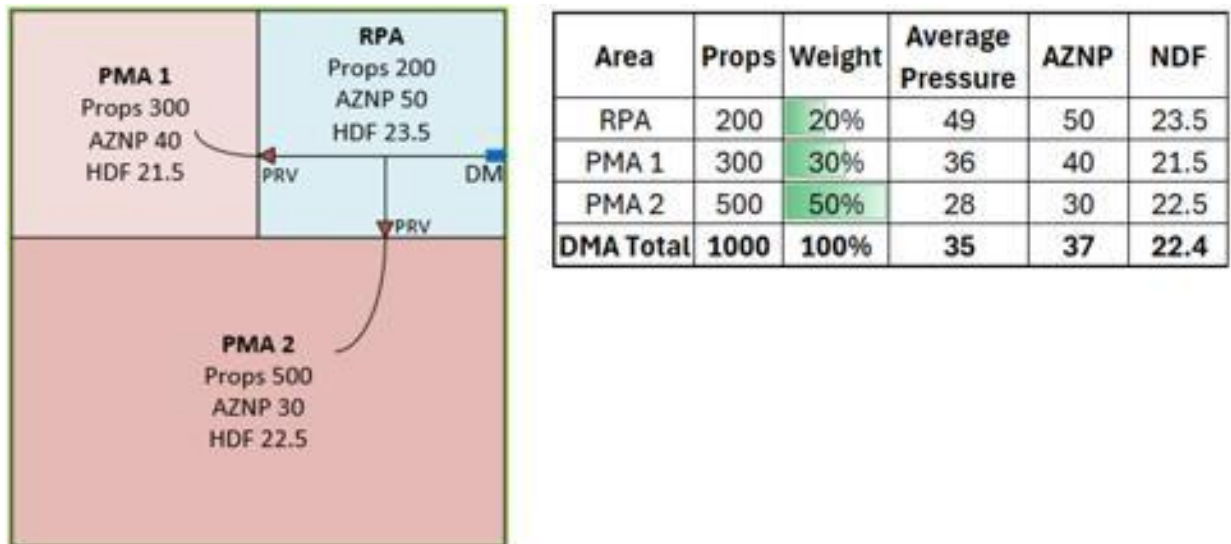 PMA 1
Props 300
AZNP 40
HDF 21.5
RPA
Props 200
AZNP 50
HDF 23.5
PRV
DM
PRV
PMA 2
Props 500
AZNP 30
HDF 22.5
Area Props Weight Average Pressure AZNP NDF
RPA 200 20% 49 50 23.5
PMA 1 300 30% 36 40 21.5
PMA 2 500 50% 28 30 22.5
DMA Total 1000 100% 35 37 22.4